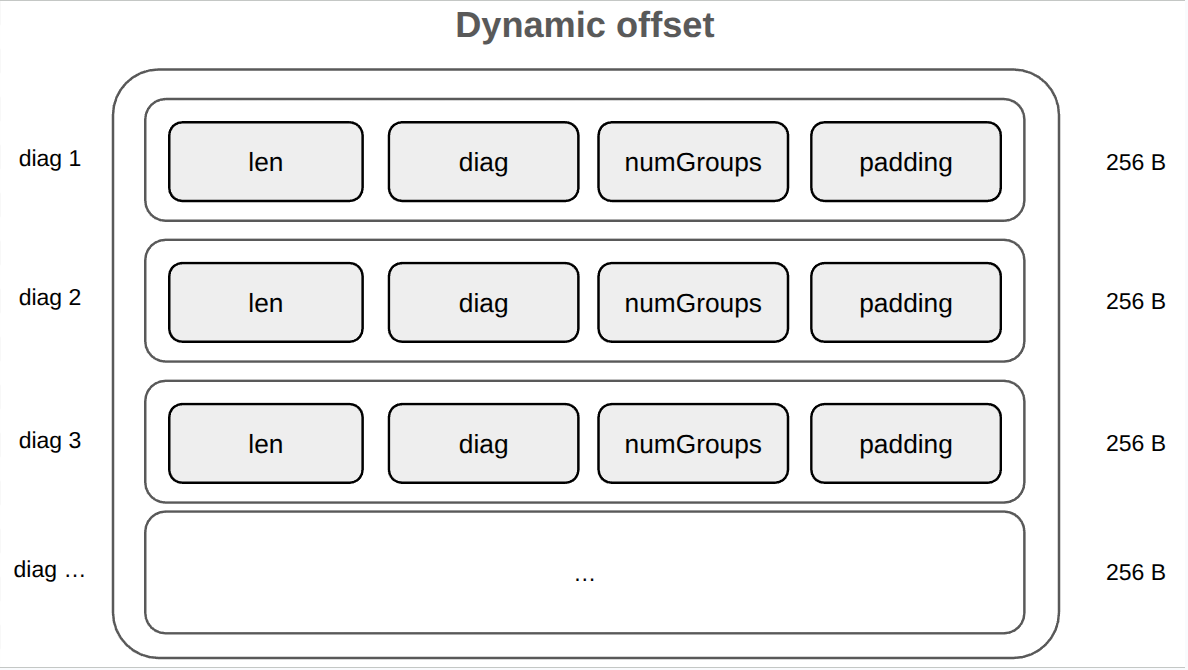 Dynamic offset
diag 1 len diag numGroups padding 256 B
diag 2 len diag numGroups padding 256 B
diag 3 len diag numGroups padding 256 B
diag … ... 256 B